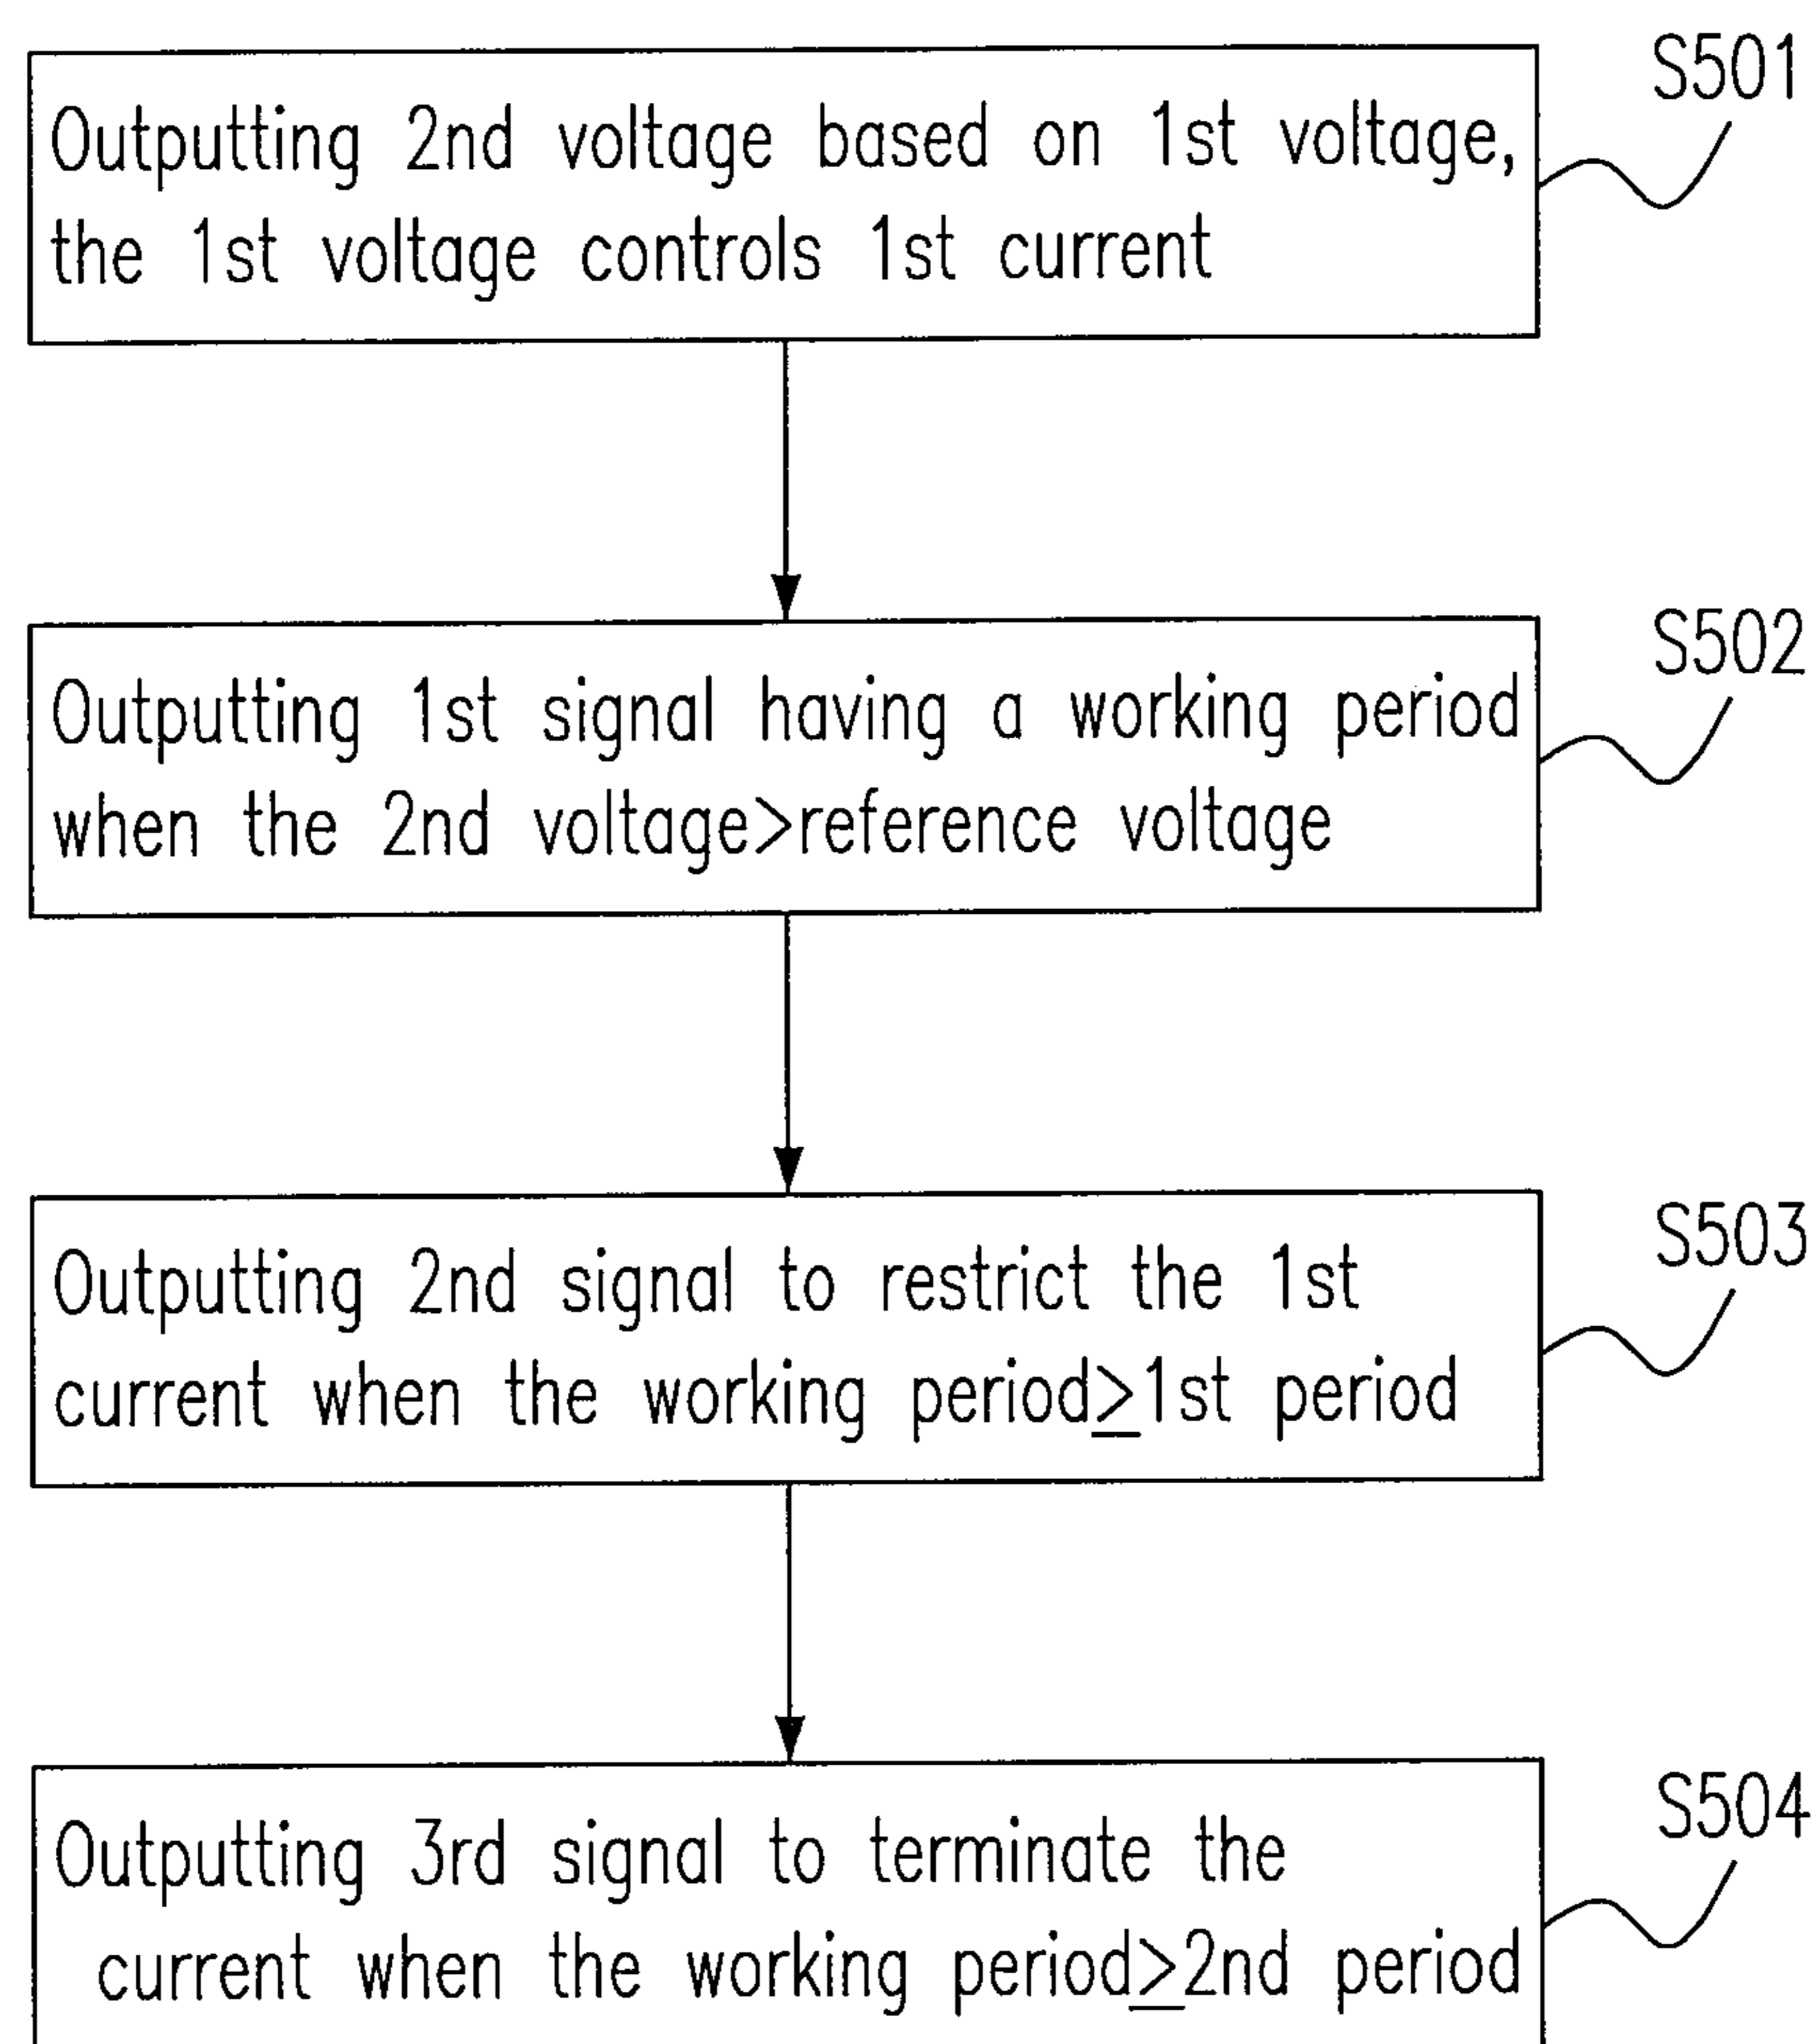 S501
Outputting 2nd voltage based on 1st voltage,
the 1st voltage controls 1st current
S502
Outputting 1st signal having a working period
when the 2nd voltage>reference voltage
S503
Outputting 2nd signal to restrict the 1st
current when the working period≥1st period
S504
Outputting 3rd signal to terminate the
current when the working period≥2nd period